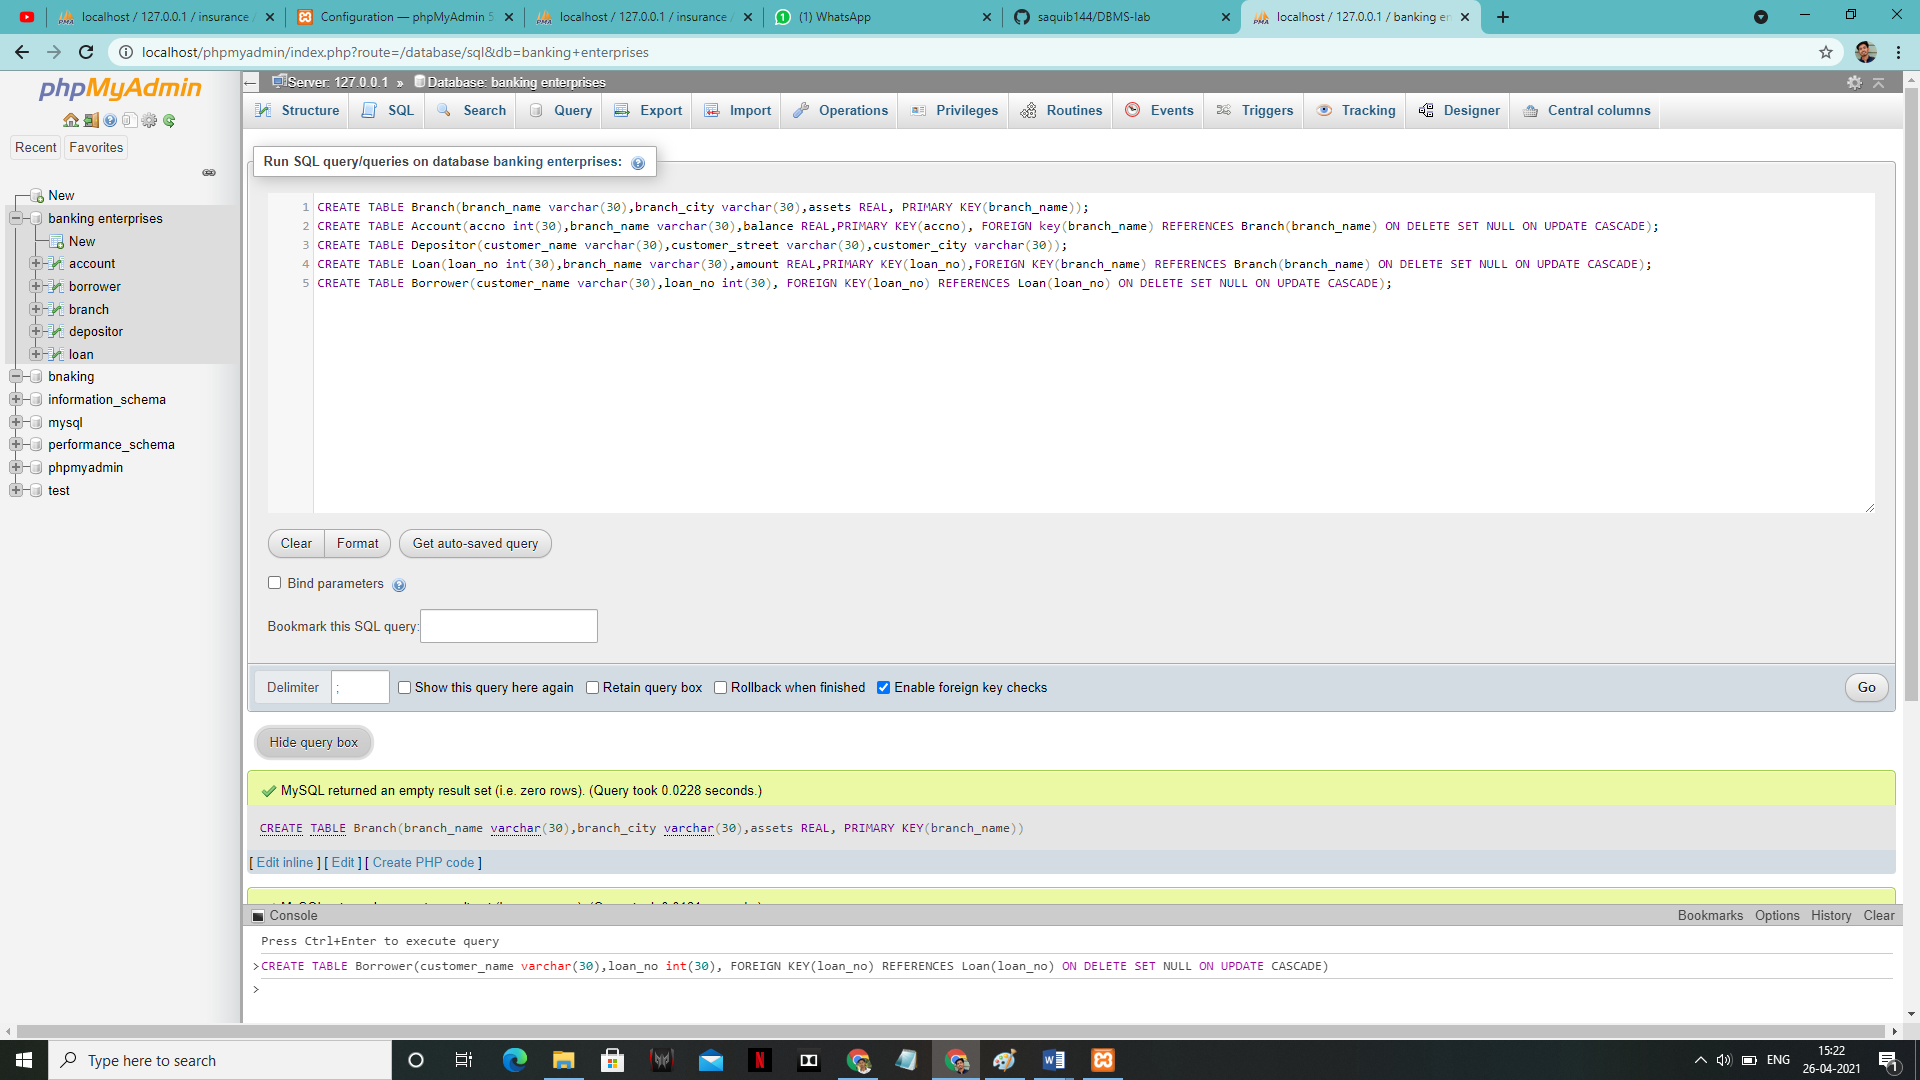 localhost / 127.0.0.1 / insurance
Configuration — phpMyAdmin 5
localhost / 127.0.0.1 / insurance
(1) WhatsApp
saquib144/DBMS-lab
localhost / 127.0.0.1 / banking en
localhost/phpmyadmin/index.php?route=/database/sql&db=banking+enterprises
phpMyAdmin
Recent
Favorites
New
banking enterprises
New
account
borrower
branch
depositor
loan
bnaking
information_schema
mysql
performance_schema
phpmyadmin
test
Server: 127.0.0.1 » Database: banking enterprises
Structure
SQL
Search
Query
Export
Import
Operations
Privileges
Routines
Events
Triggers
Tracking
Designer
Central columns
Run SQL query/queries on database banking enterprises:
1 CREATE TABLE Branch(branch_name varchar(30),branch_city varchar(30),assets REAL, PRIMARY KEY(branch_name));
2 CREATE TABLE Account(accno int(30),branch_name varchar(30),balance REAL,PRIMARY KEY(accno), FOREIGN key(branch_name) REFERENCES Branch(branch_name) ON DELETE SET NULL ON UPDATE CASCADE);
3 CREATE TABLE Depositor(customer_name varchar(30),customer_street varchar(30),customer_city varchar(30));
4 CREATE TABLE Loan(loan_no int(30),branch_name varchar(30),amount REAL,PRIMARY KEY(loan_no),FOREIGN KEY(branch_name) REFERENCES Branch(branch_name) ON DELETE SET NULL ON UPDATE CASCADE);
5 CREATE TABLE Borrower(customer_name varchar(30),loan_no int(30), FOREIGN KEY(loan_no) REFERENCES Loan(loan_no) ON DELETE SET NULL ON UPDATE CASCADE);
Clear
Format
Get auto-saved query
Bind parameters
Bookmark this SQL query:
Delimiter ;
Show this query here again
Retain query box
Rollback when finished
Enable foreign key checks
Go
Hide query box
MySQL returned an empty result set (i.e. zero rows). (Query took 0.0228 seconds.)
CREATE TABLE Branch(branch_name varchar(30),branch_city varchar(30),assets REAL, PRIMARY KEY(branch_name))
[ Edit inline ] [ Edit ] [ Create PHP code ]
Console
Bookmarks
Options
History
Clear
Press Ctrl+Enter to execute query
>CREATE TABLE Borrower(customer_name varchar(30),loan_no int(30), FOREIGN KEY(loan_no) REFERENCES Loan(loan_no) ON DELETE SET NULL ON UPDATE CASCADE)
>
Type here to search
ENG
15:22
26-04-2021
1